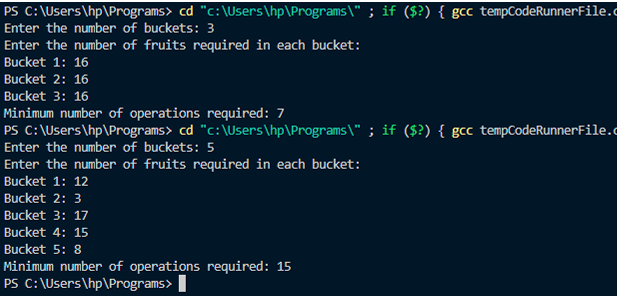 PS C:\Users\hp\Programs> cd "c:\Users\hp\Programs\" ; if ($?) { gcc tempCodeRunnerFile.c
Enter the number of buckets: 3
Enter the number of fruits required in each bucket:
Bucket 1: 16
Bucket 2: 16
Bucket 3: 16
Minimum number of operations required: 7
PS C:\Users\hp\Programs> cd "c:\Users\hp\Programs\" ; if ($?) { gcc tempCodeRunnerFile.c
Enter the number of buckets: 5
Enter the number of fruits required in each bucket:
Bucket 1: 12
Bucket 2: 3
Bucket 3: 17
Bucket 4: 15
Bucket 5: 8
Minimum number of operations required: 15
PS C:\Users\hp\Programs>